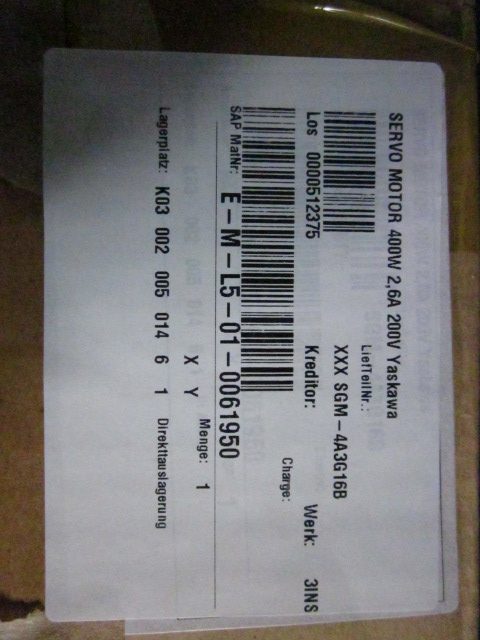 SERVO MOTOR 400W 2,6A 200V Yaskawa
LiefTeilNr.:
XXX SGM-4A3G16B
Los 0000512375 Kreditor: Werk: 3INS
Charge:
SAP MatNr: E-M-L5-01-0061950
Menge: 1
X Y
Lagerplatz: K03 002 005 014 6 1 Direkttauslagerung